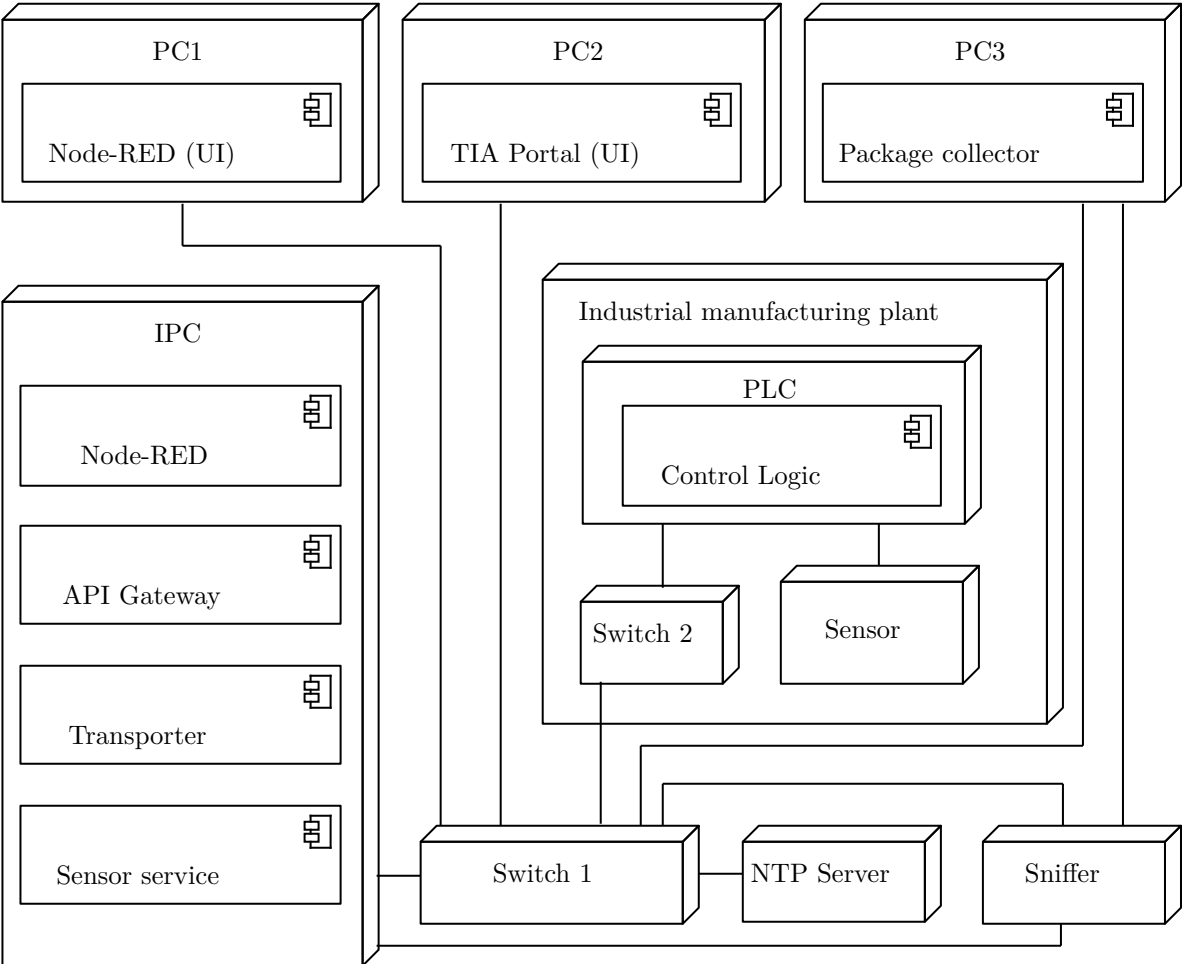 PC1
Node-RED (UI)
PC2
TIA Portal (UI)
PC3
Package collector
IPC
Node-RED
API Gateway
Transporter
Sensor service
Industrial manufacturing plant
PLC
Control Logic
Switch 2
Sensor
Switch 1
NTP Server
Sniffer